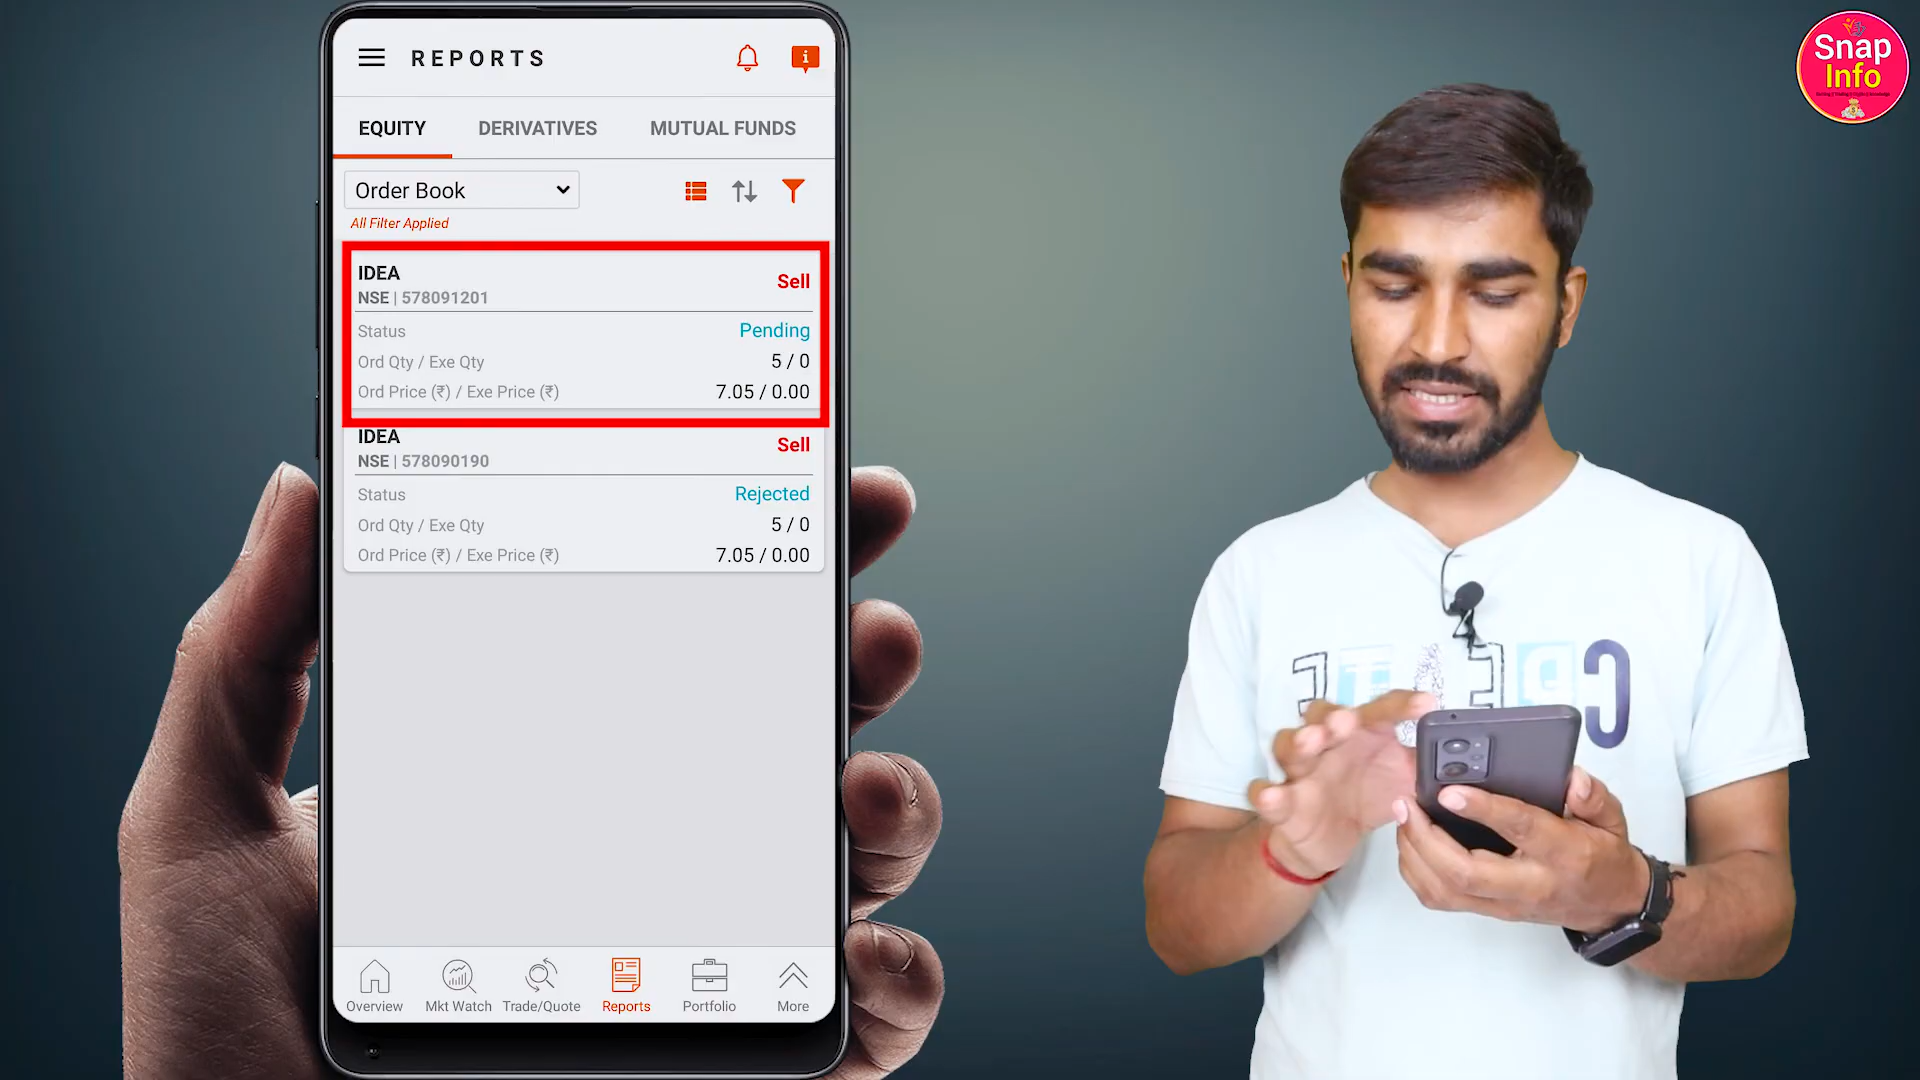 REPORTS
EQUITY DERIVATIVES MUTUAL FUNDS
Order Book
All Filter Applied
IDEA
Sell
NSE | 578091201
Status Pending
Ord Qty / Exe Qty 5 / 0
Ord Price (₹) / Exe Price (₹) 7.05 / 0.00
IDEA
Sell
NSE | 578090190
Status Rejected
Ord Qty / Exe Qty 5 / 0
Ord Price (₹) / Exe Price (₹) 7.05 / 0.00
Overview Mkt Watch Trade/Quote Reports Portfolio More
Snap
Info
CREATE